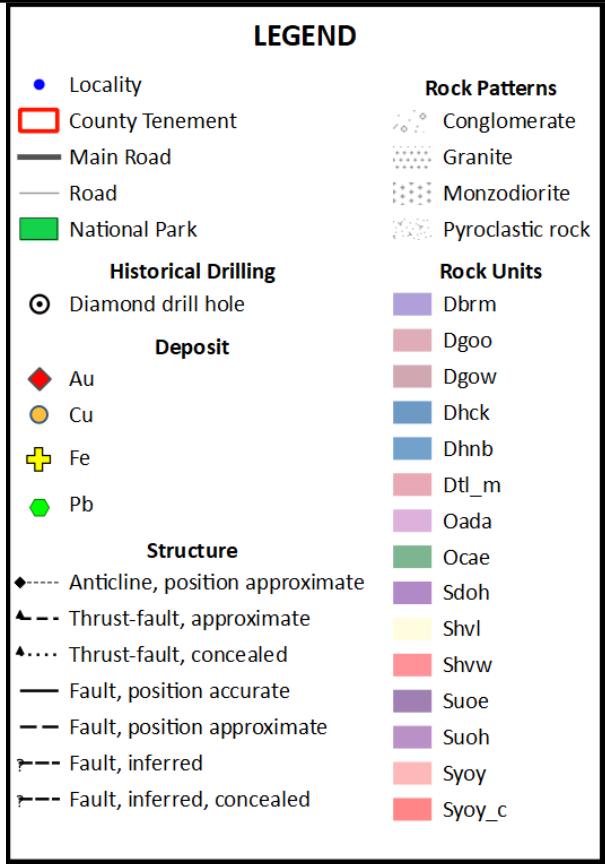 LEGEND
Locality
County Tenement
Main Road
Road
National Park
Historical Drilling
Diamond drill hole
Deposit
Au
Cu
Fe
Pb
Structure
Anticline, position approximate
Thrust-fault, approximate
Thrust-fault, concealed
Fault, position accurate
Fault, position approximate
? Fault, inferred
? Fault, inferred, concealed
Rock Patterns
Conglomerate
Granite
Monzodiorite
Pyroclastic rock
Rock Units
Dbrm
Dgoo
Dgow
Dhck
Dhnb
Dtl_m
Oada
Ocae
Sdoh
Shvl
Shvw
Suoe
Suoh
Syoy
Syoy_c